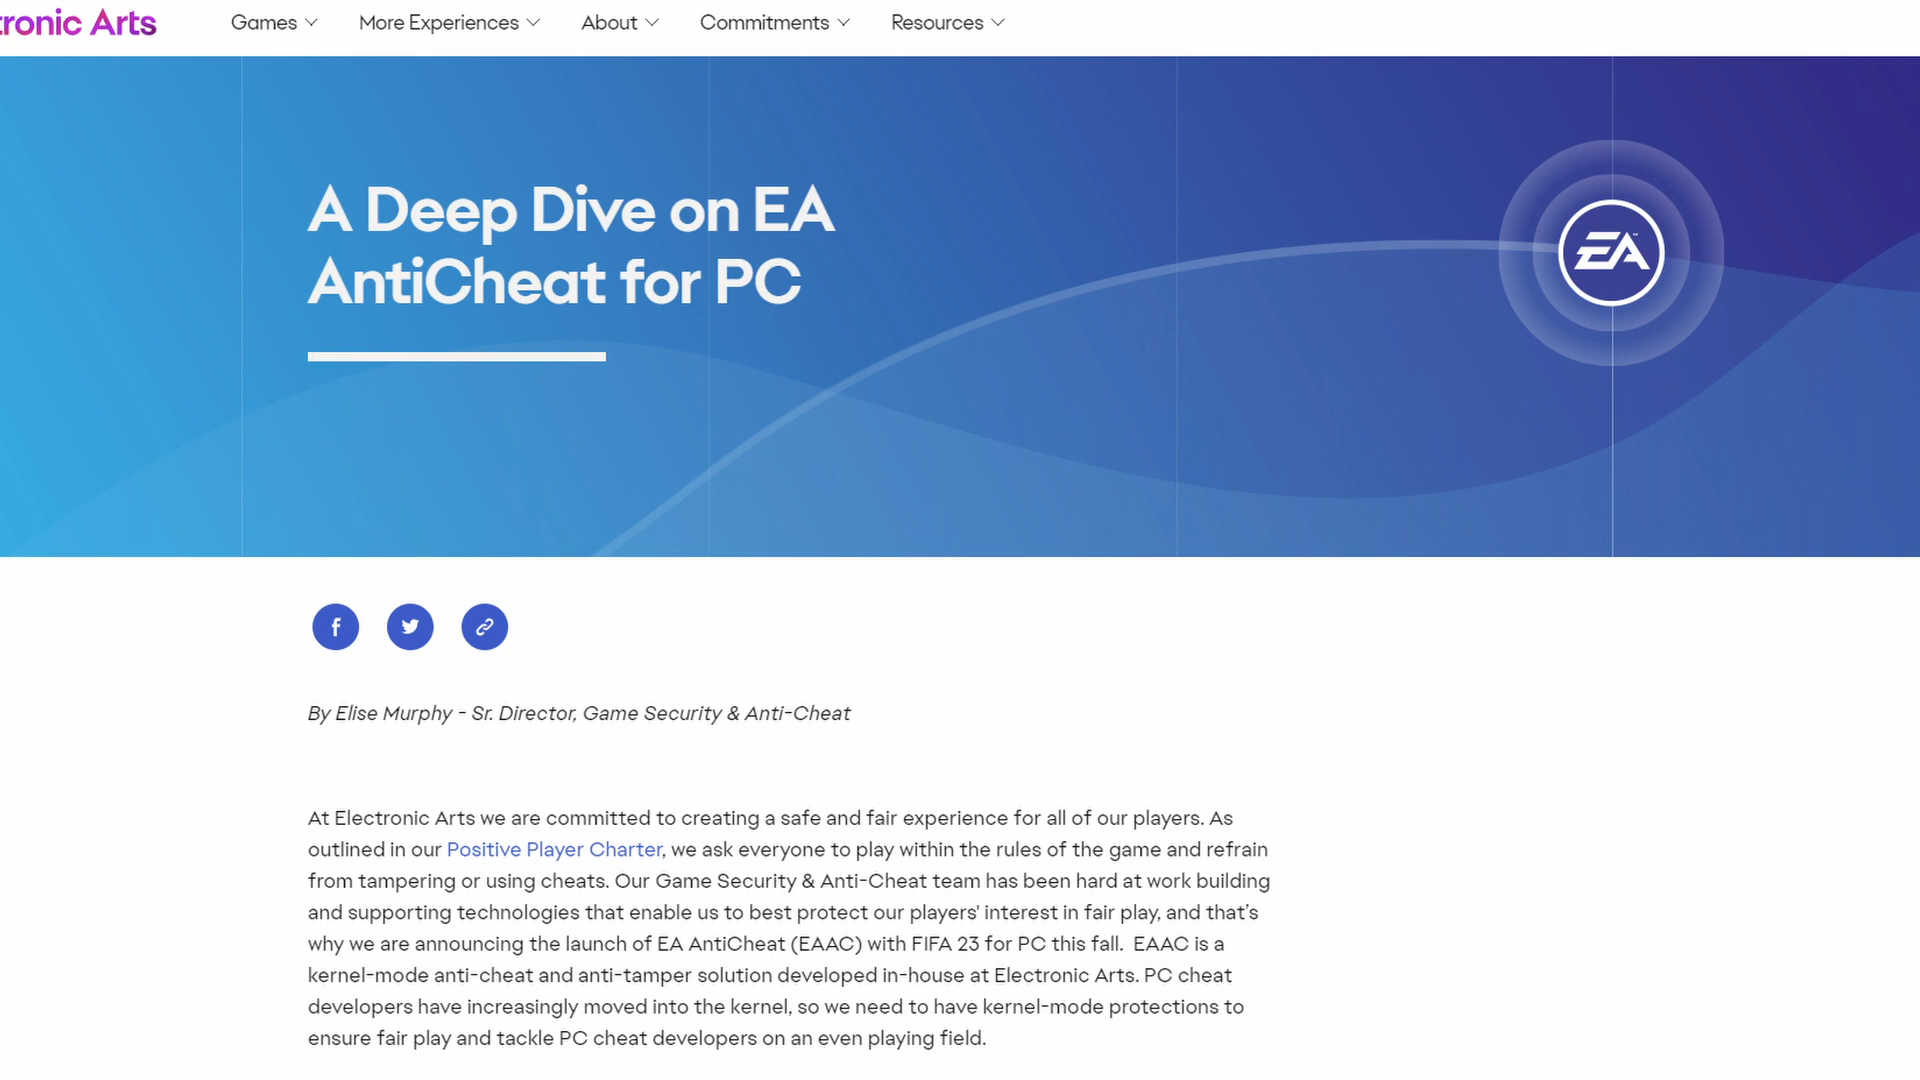 tronic Arts
Games
More Experiences
About
Commitments
Resources
A Deep Dive on EA
AntiCheat for PC
EA
By Elise Murphy - Sr. Director, Game Security & Anti-Cheat
At Electronic Arts we are committed to creating a safe and fair experience for all of our players. As
outlined in our Positive Player Charter, we ask everyone to play within the rules of the game and refrain
from tampering or using cheats. Our Game Security & Anti-Cheat team has been hard at work building
and supporting technologies that enable us to best protect our players' interest in fair play, and that’s
why we are announcing the launch of EA AntiCheat (EAAC) with FIFA 23 for PC this fall.  EAAC is a
kernel-mode anti-cheat and anti-tamper solution developed in-house at Electronic Arts. PC cheat
developers have increasingly moved into the kernel, so we need to have kernel-mode protections to
ensure fair play and tackle PC cheat developers on an even playing field.